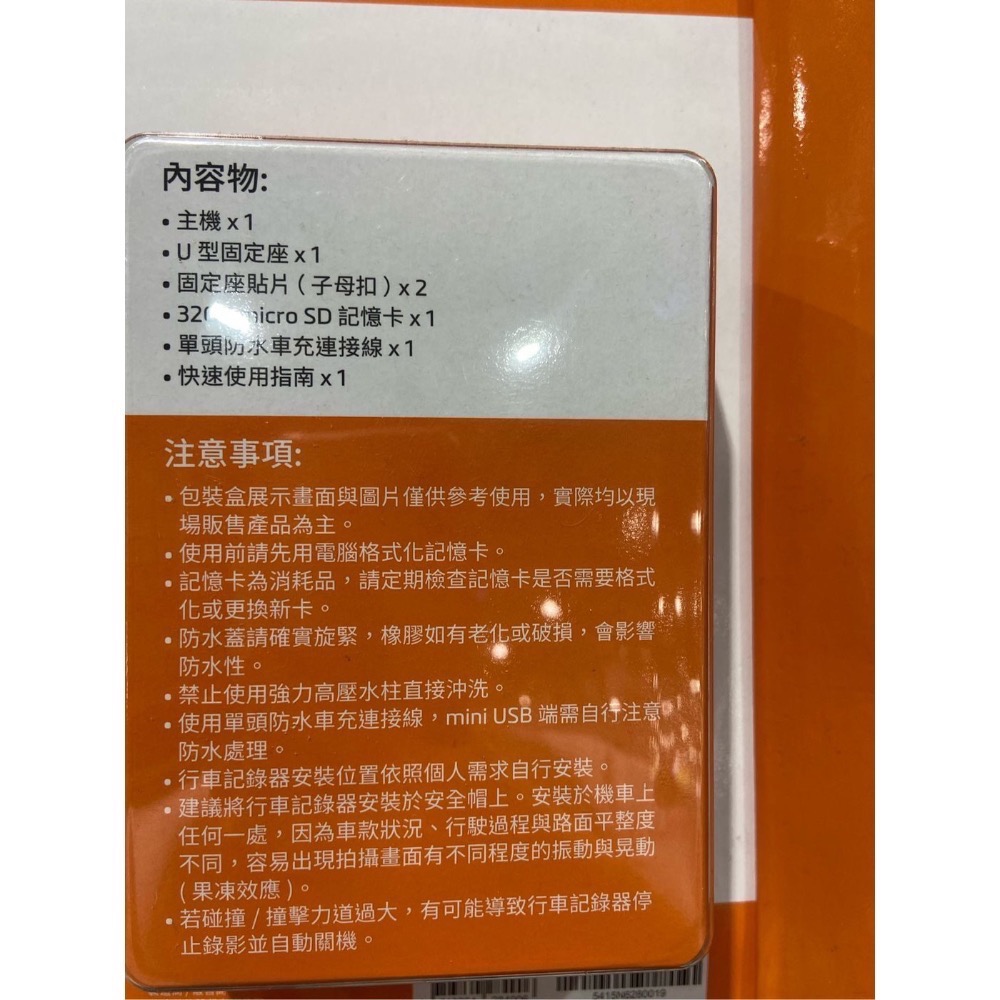 內容物:
• 主機 x 1
• U 型固定座 x 1
• 固定座貼片 ( 子母扣 ) x 2
• 32 micro SD 記憶卡 x 1
• 單頭防水車充連接線 x 1
• 快速使用指南 x 1
注意事項:
• 包裝盒展示畫面與圖片僅供參考使用，實際均以現
場販售產品為主。
• 使用前請先用電腦格式化記憶卡。
• 記憶卡為消耗品，請定期檢查記憶卡是否需要格式
化或更換新卡。
• 防水蓋請確實旋緊，橡膠如有老化或破損，會影響
防水性。
• 禁止使用強力高壓水柱直接沖洗。
• 使用單頭防水車充連接線，mini USB 端需自行注意
防水處理。
• 行車記錄器安裝位置依照個人需求自行安裝。
• 建議將行車記錄器安裝於安全帽上。安裝於機車上
任何一處，因為車款狀況、行駛過程與路面平整度
不同，容易出現拍攝畫面有不同程度的振動與晃動
( 果凍效應 )。
• 若碰撞 / 撞擊力道過大，有可能導致行車記錄器停
止錄影並自動關機。
5415N6280019